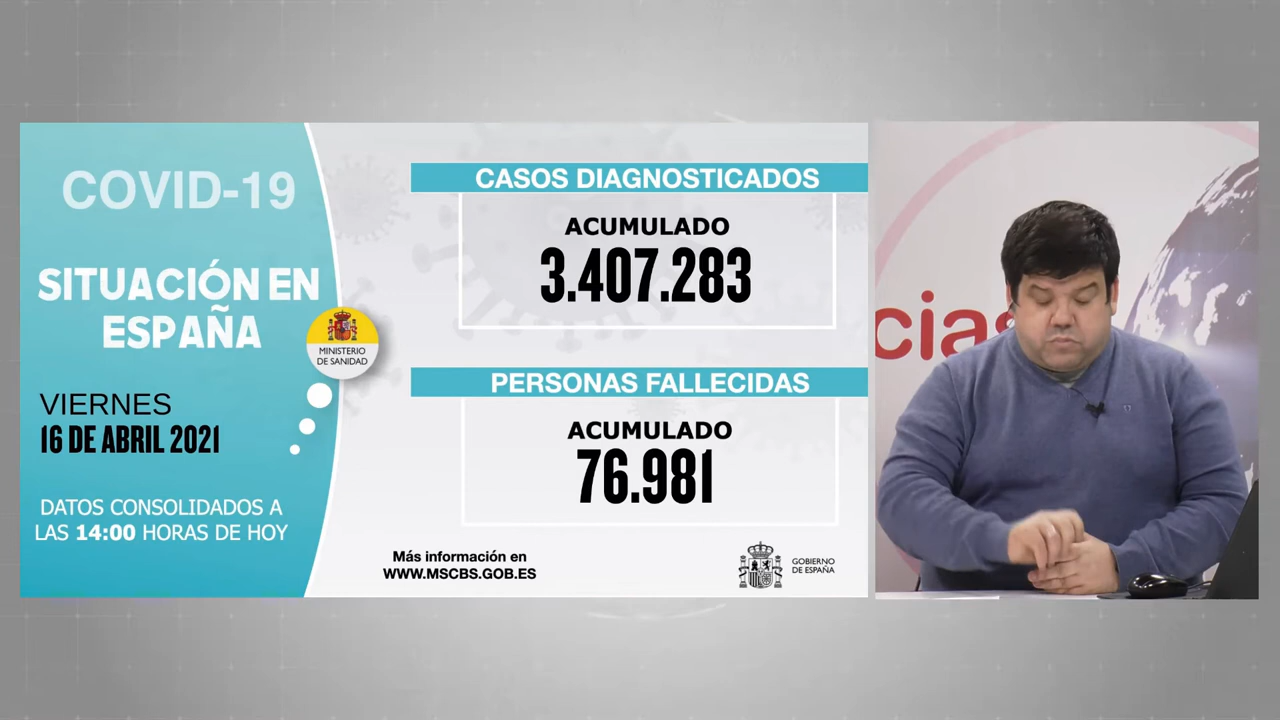 COVID-19
SITUACIÓN EN
ESPAÑA
MINISTERIO
DE SANIDAD
VIERNES
16 DE ABRIL 2021
DATOS CONSOLIDADOS A
LAS 14:00 HORAS DE HOY
CASOS DIAGNOSTICADOS
ACUMULADO
3.407.283
PERSONAS FALLECIDAS
ACUMULADO
76.981
Más información en
WWW.MSCBS.GOB.ES
GOBIERNO
DE ESPAÑA
cias